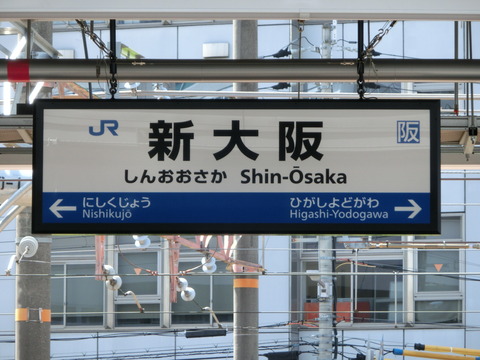 JR 新大阪 阪
しんおおさか Shin-Ōsaka
にしくじょう ひがしよどがわ
Nishikujō Higashi-Yodogawa